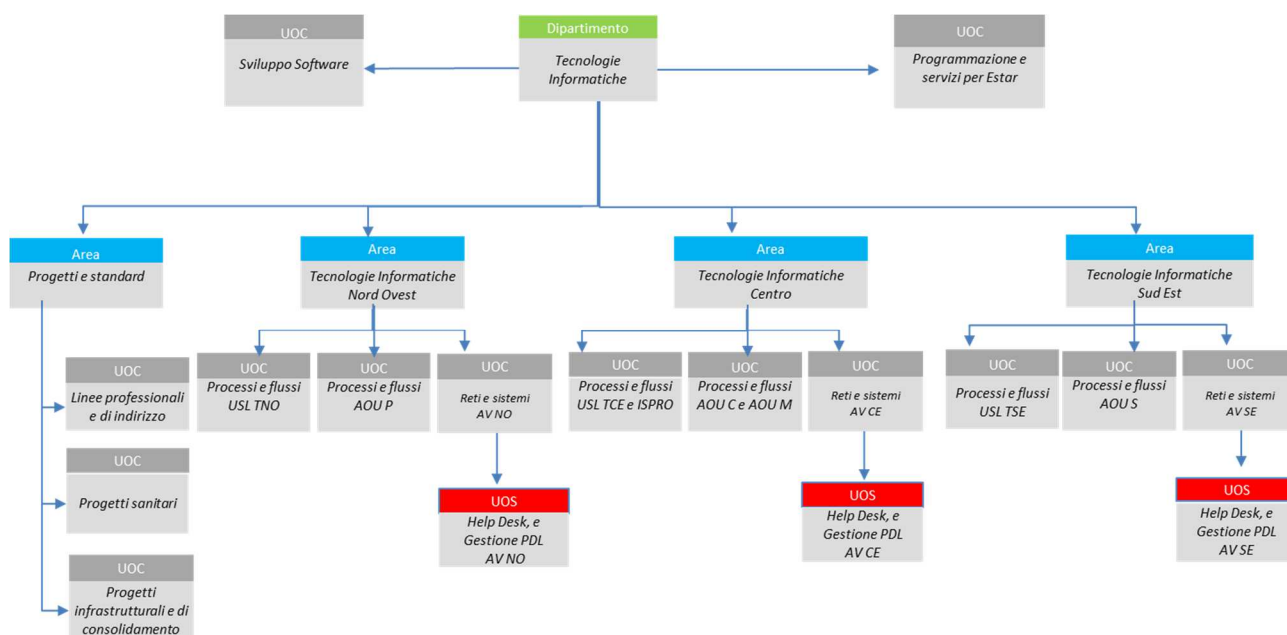 UOC
Sviluppo Software
Dipartimento
Tecnologie
Informatiche
UOC
Programmazione e
servizi per Estar
Area
Progetti e standard
Area
Tecnologie Informatiche
Nord Ovest
Area
Tecnologie Informatiche
Centro
Area
Tecnologie Informatiche
Sud Est
UOC
Linee professionali
e di indirizzo
UOC
Progetti sanitari
UOC
Progetti
infrastrutturali e di
consolidamento
UOC
Processi e flussi
USL TNO
UOC
Processi e flussi
AOU P
UOC
Reti e sistemi
AV NO
UOS
Help Desk, e
Gestione PDL
AV NO
UOC
Processi e flussi
USL TCE e ISPRO
UOC
Processi e flussi
AOU C e AOU M
UOC
Reti e sistemi
AV CE
UOS
Help Desk, e
Gestione PDL
AV CE
UOC
Processi e flussi
USL TSE
UOC
Processi e flussi
AOU S
UOC
Reti e sistemi
AV SE
UOS
Help Desk, e
Gestione PDL
AV SE